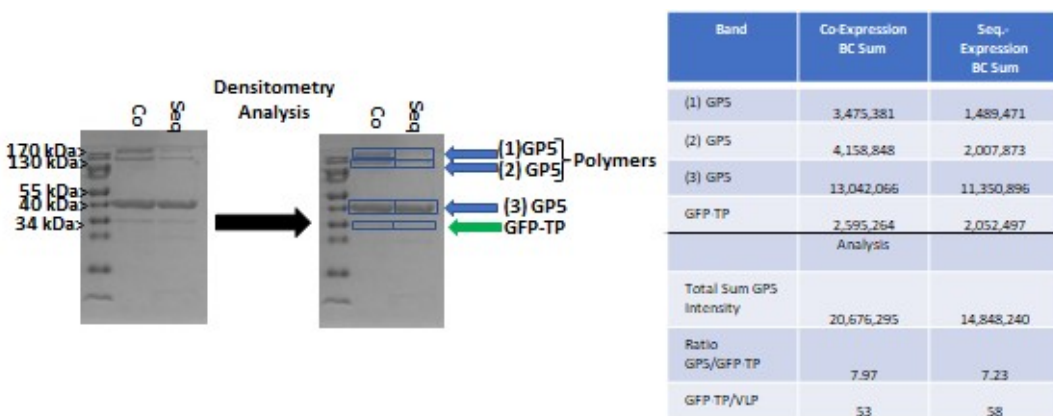 Densitometry
Analysis
Co
Seq
170 kDa>
130 kDa>
55 kDa>
40 kDa>
34 kDa>
Co
Seq
(1)GP5
(2) GP5
Polymers
(3) GP5
GFP-TP
Band Co-Expression BC Sum Seq.-Expression BC Sum
(1) GP5 3,475,381 1,489,471
(2) GP5 4,158,848 2,007,873
(3) GP5 13,042,066 11,350,896
GFP-TP 2,595,264 2,052,497
Analysis
Total Sum GP5 Intensity 20,676,295 14,848,240
Ratio GP5/GFP-TP 7.97 7.23
GFP-TP/VLP 53 58